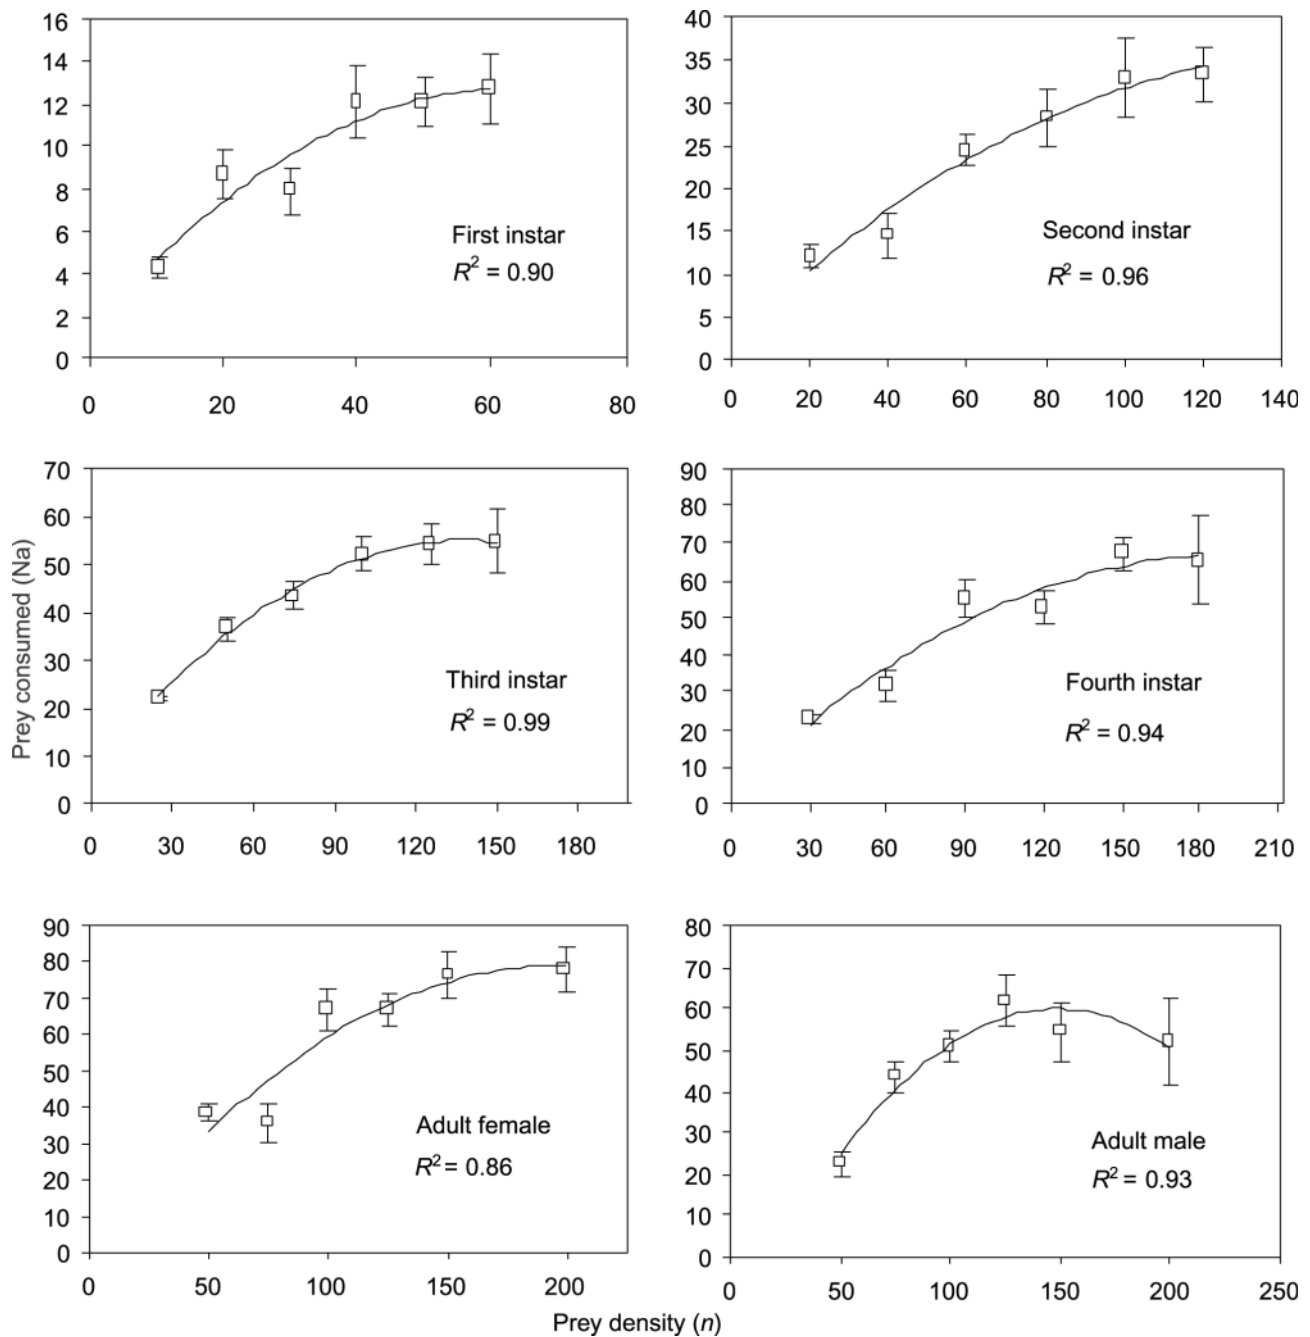 16
14
12
10
8
6
4
2
0
0 20 40 60 80
First instar
R² = 0.90
40
35
30
25
20
15
10
5
0
0 20 40 60 80 100 120 140
Second instar
R² = 0.96
Prey consumed (Na)
70
60
50
40
30
20
10
0
0 30 60 90 120 150 180
Third instar
R² = 0.99
90
80
70
60
50
40
30
20
10
0
0 30 60 90 120 150 180 210
Fourth instar
R² = 0.94
90
80
70
60
50
40
30
20
10
0
0 50 100 150 200
Adult female
R² = 0.86
80
70
60
50
40
30
20
10
0
0 50 100 150 200 250
Adult male
R² = 0.93
Prey density (n)